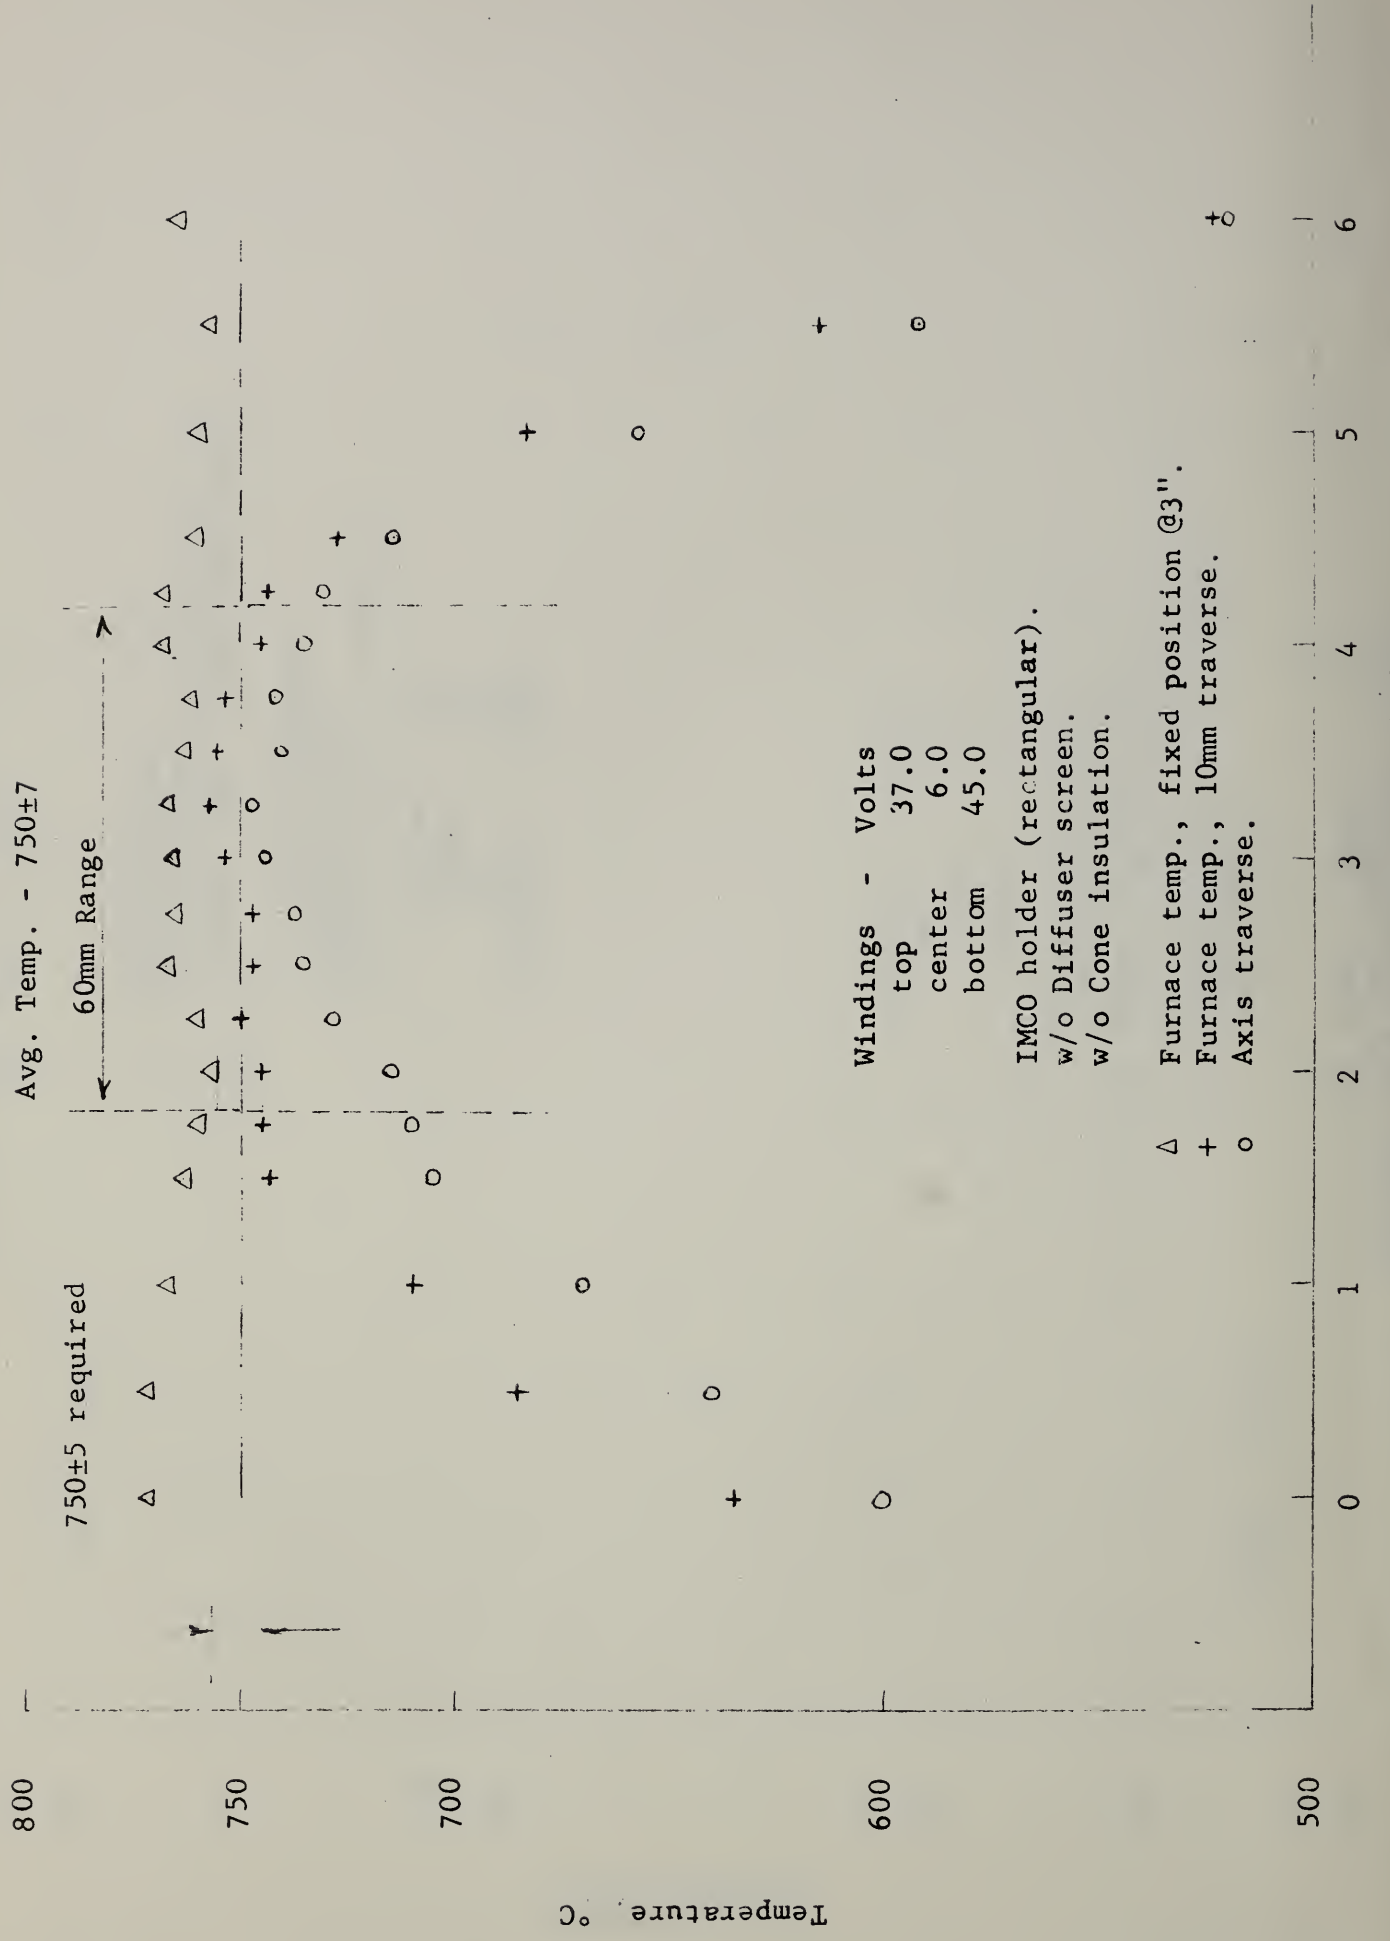 Avg. Temp. - 750±7
60mm Range
750±5 required
800
750
700
600
500
Temperature, °C
Windings - Volts
top 37.0
center 6.0
bottom 45.0
IMCO holder (rectangular).
w/o Diffuser screen.
w/o Cone insulation.
Δ Furnace temp., fixed position @3".
+ Furnace temp., 10mm traverse.
o Axis traverse.
0 1 2 3 4 5 6